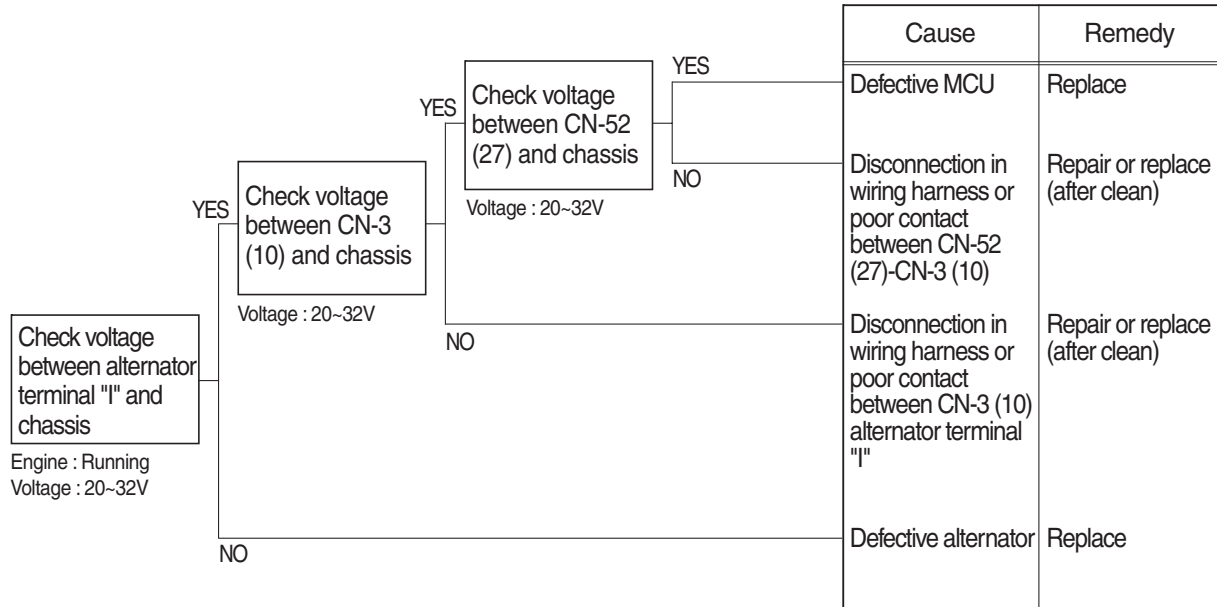 Cause
Remedy
YES
Defective MCU
Replace
Check voltage
between CN-52
(27) and chassis
YES
Voltage : 20~32V
NO
Disconnection in
wiring harness or
poor contact
between CN-52
(27)-CN-3 (10)
Repair or replace
(after clean)
Check voltage
between CN-3
(10) and chassis
YES
Voltage : 20~32V
NO
Disconnection in
wiring harness or
poor contact
between CN-3 (10)
alternator terminal
"I"
Repair or replace
(after clean)
Check voltage
between alternator
terminal "I" and
chassis
Engine : Running
Voltage : 20~32V
NO
Defective alternator
Replace